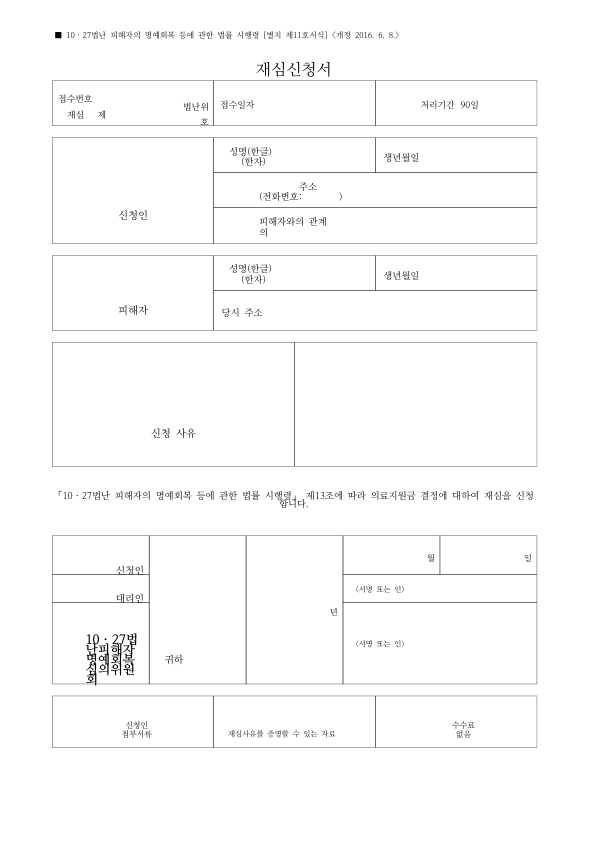 ■ 10ㆍ27법난 피해자의 명예회복 등에 관한 법률 시행령 [별지 제11호서식] <개정 2016. 6. 8.>
재심신청서
접수번호
재심 제
법난위
호
접수일자
처리기간 90일
신청인
성명(한글)
(한자)
생년월일
주소
(전화번호: )
피해자와의 관계
의
피해자
성명(한글)
(한자)
생년월일
당시 주소
신청 사유
「10ㆍ27법난 피해자의 명예회복 등에 관한 법률 시행령」 제13조에 따라 의료지원금 결정에 대하여 재심을 신청
합니다.
년
월
일
신청인
(서명 또는 인)
대리인
(서명 또는 인)
10ㆍ27법
난피해자
명예회복
심의위원
회
귀하
신청인
첨부서류
재심사유를 증명할 수 있는 자료
수수료
없음